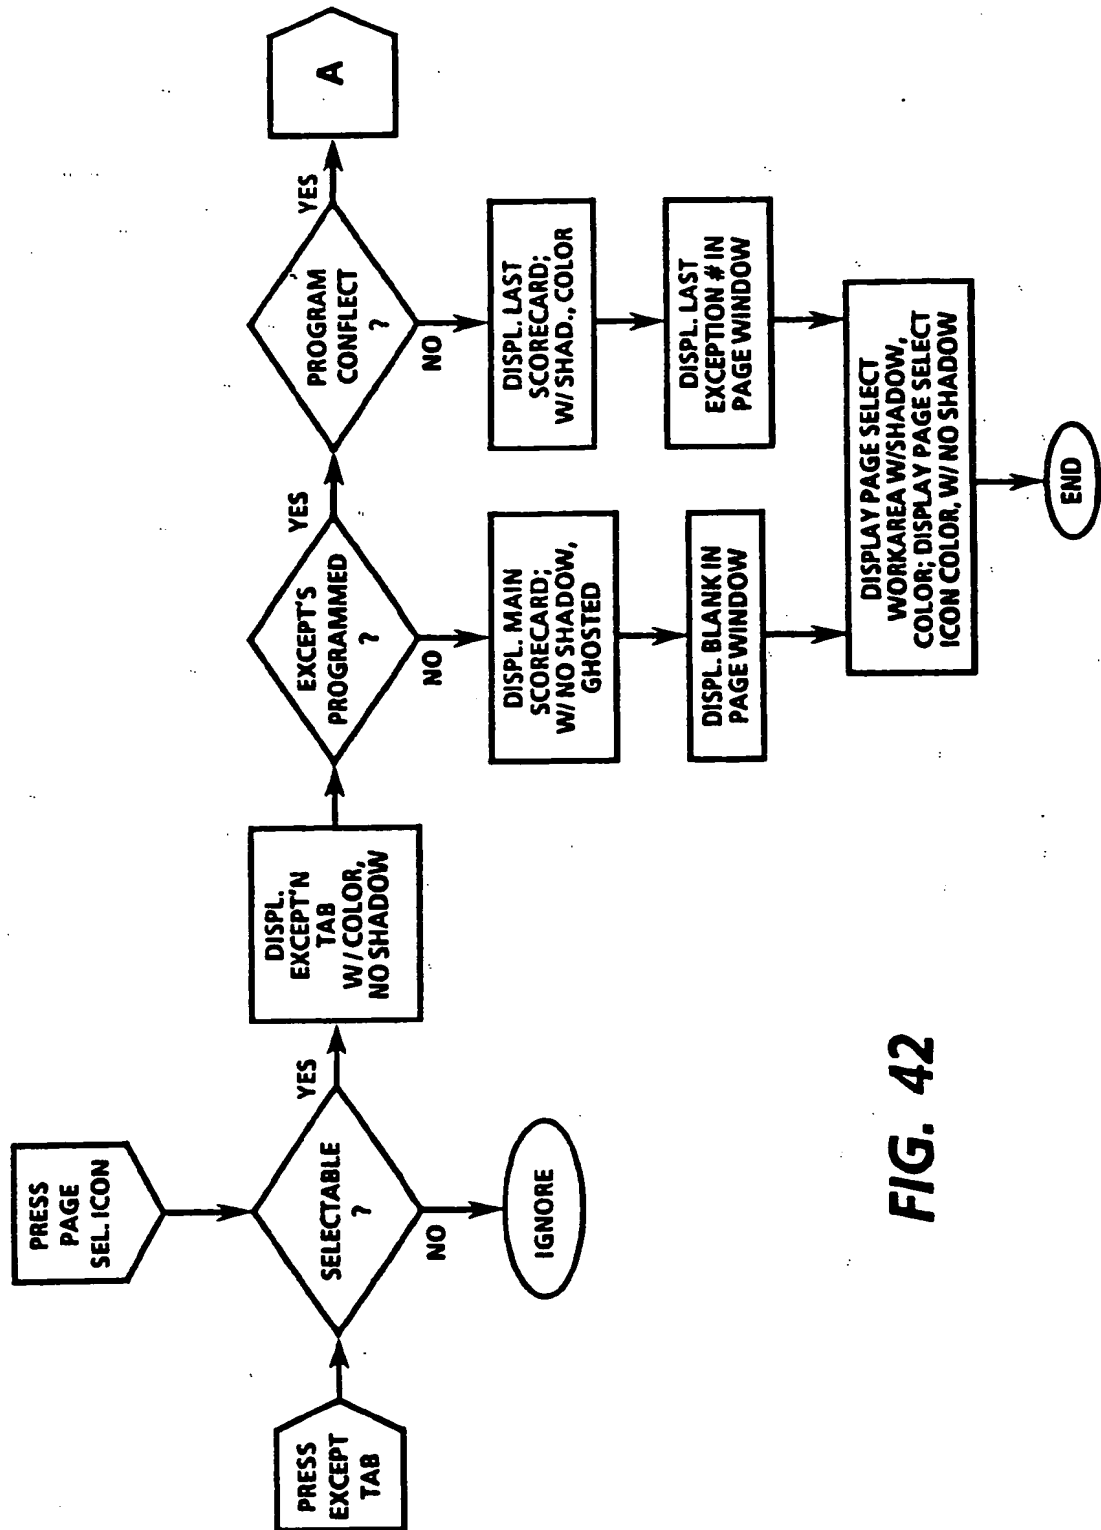 PRESS
EXCEPT
TAB
PRESS
PAGE
SEL. ICON
SELECTABLE
?
YES
NO
IGNORE
DISPL.
EXCEPT'N
TAB
W/ COLOR,
NO SHADOW
EXCEPT'S
PROGRAMMED
?
YES
NO
DISPL. MAIN
SCORECARD;
W/ NO SHADOW,
GHOSTED
DISPL. BLANK IN
PAGE WINDOW
PROGRAM
CONFLECT
?
YES
NO
A
DISPL. LAST
SCORECARD;
W/ SHAD., COLOR
DISPL. LAST
EXCEPTION # IN
PAGE WINDOW
DISPLAY PAGE SELECT
WORKAREA W/SHADOW,
COLOR; DISPLAY PAGE SELECT
ICON COLOR, W/ NO SHADOW
END
FIG. 42